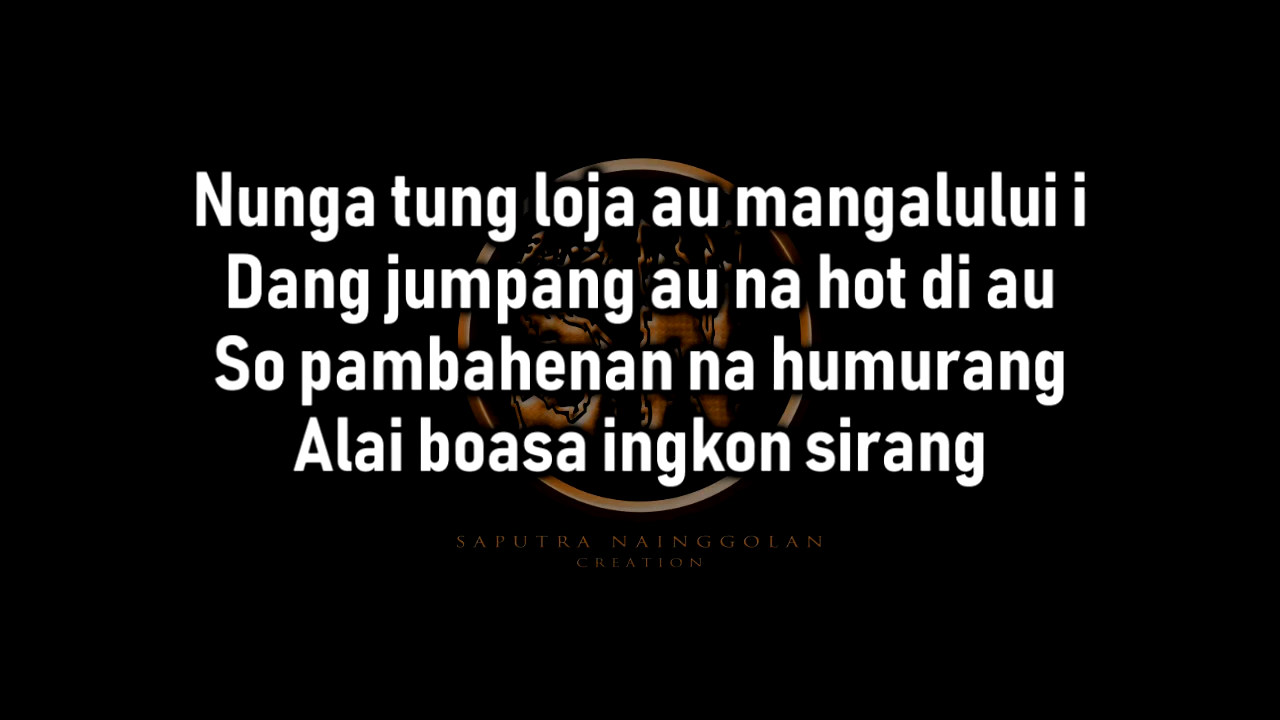 Nunga tung loja au mangalului i
Dang jumpang au na hot di au
So pambahenan na humurang
Alai boasa ingkon sirang
SAPUTRA NAINGGOLAN
CREATION